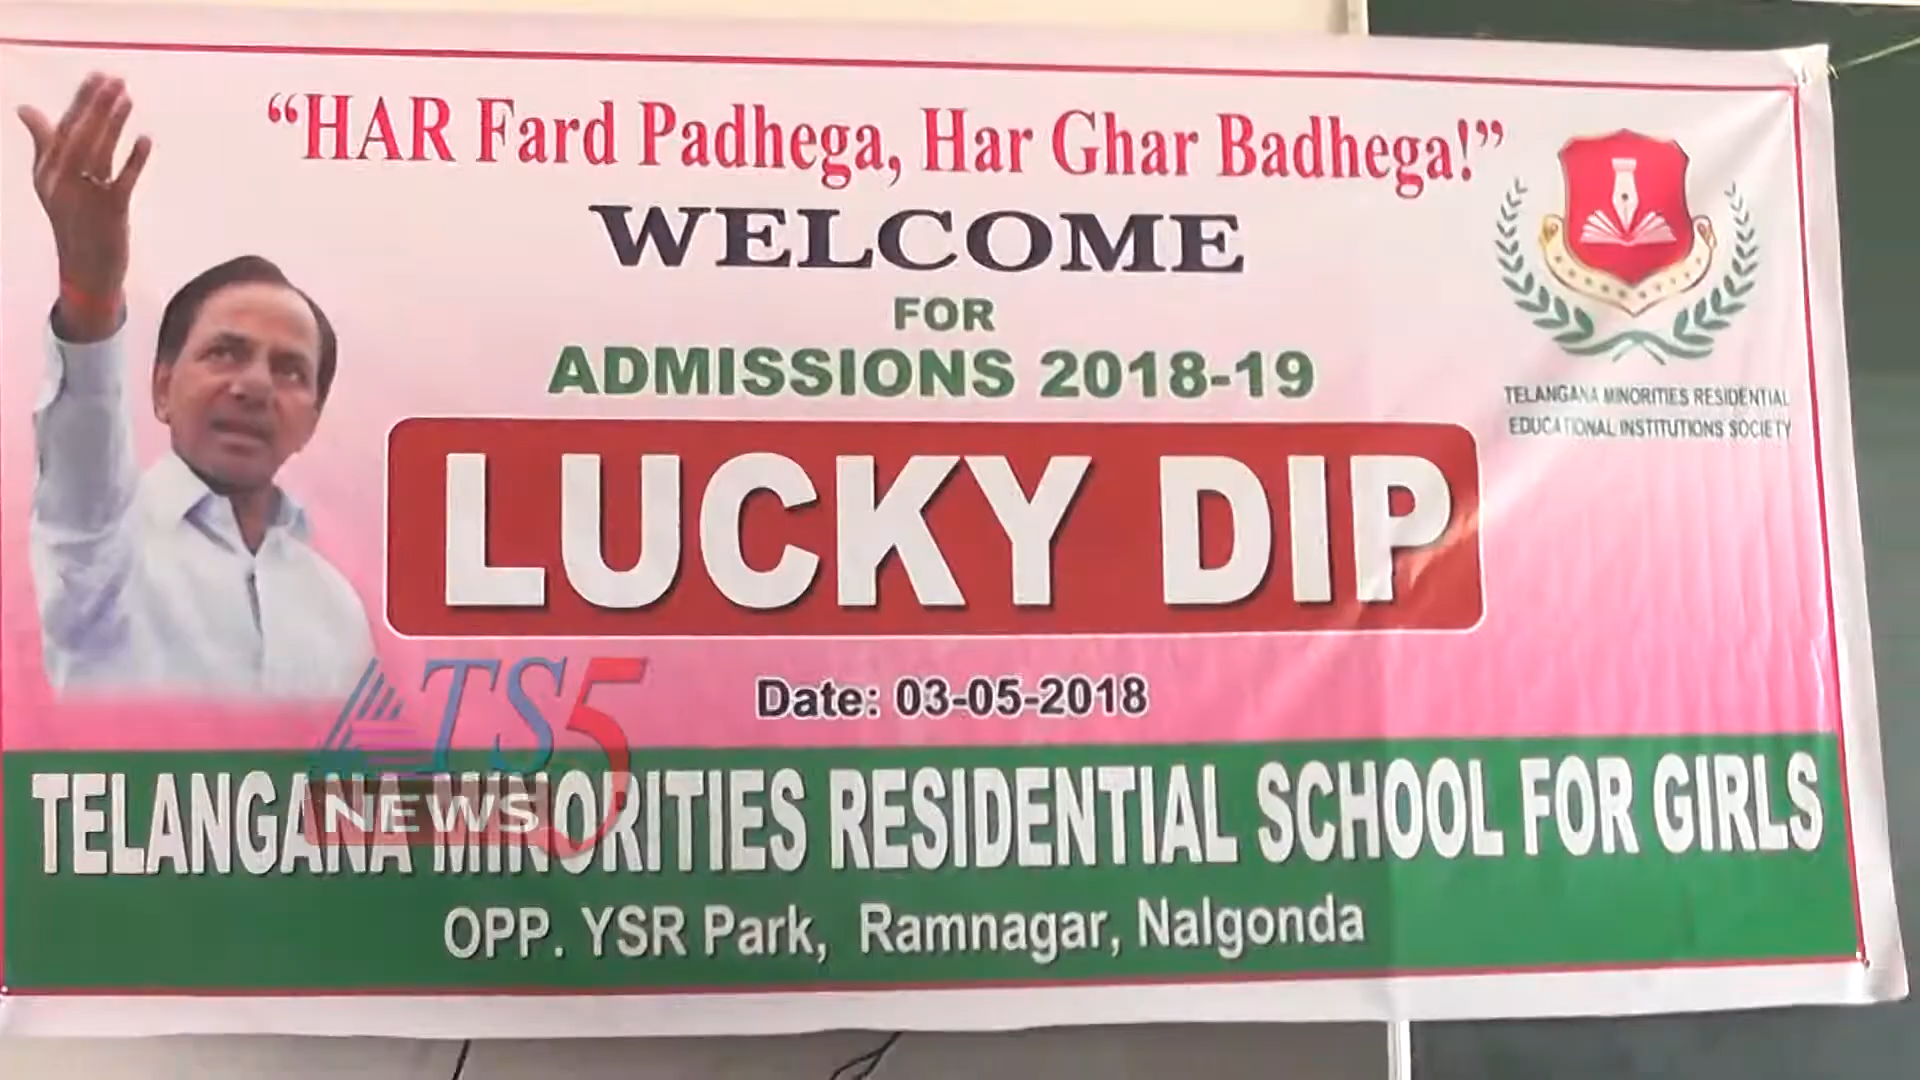 “HAR Fard Padhega, Har Ghar Badhega!”
WELCOME
FOR
ADMISSIONS 2018-19
TELANGANA MINORITIES RESIDENTIAL
EDUCATIONAL INSTITUTIONS SOCIETY
LUCKY DIP
Date: 03-05-2018
TS5
NEWS
TELANGANA MINORITIES RESIDENTIAL SCHOOL FOR GIRLS
OPP. YSR Park, Ramnagar, Nalgonda